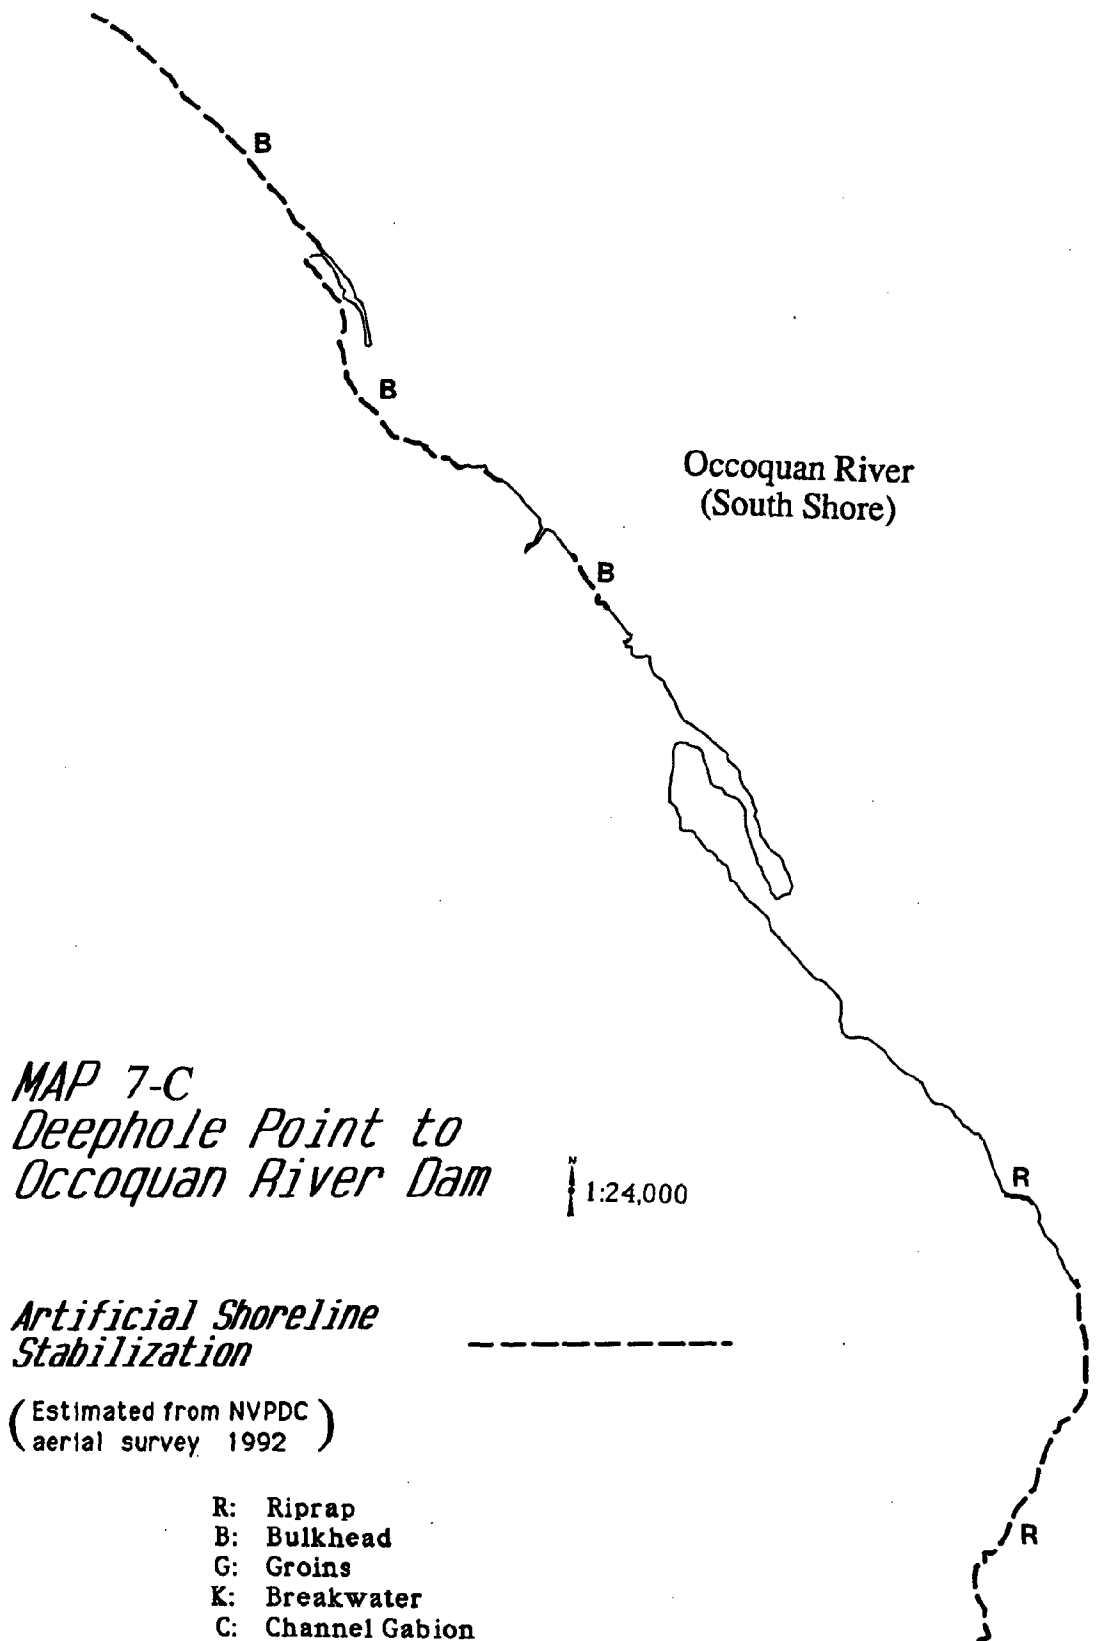 B
B
Occoquan River
(South Shore)
B
MAP 7-C
Deephole Point to
Occoquan River Dam
N
1:24,000
R
Artificial Shoreline
Stabilization
(Estimated from NVPDC
aerial survey 1992)
R: Riprap
B: Bulkhead
G: Groins
K: Breakwater
C: Channel Gabion
R